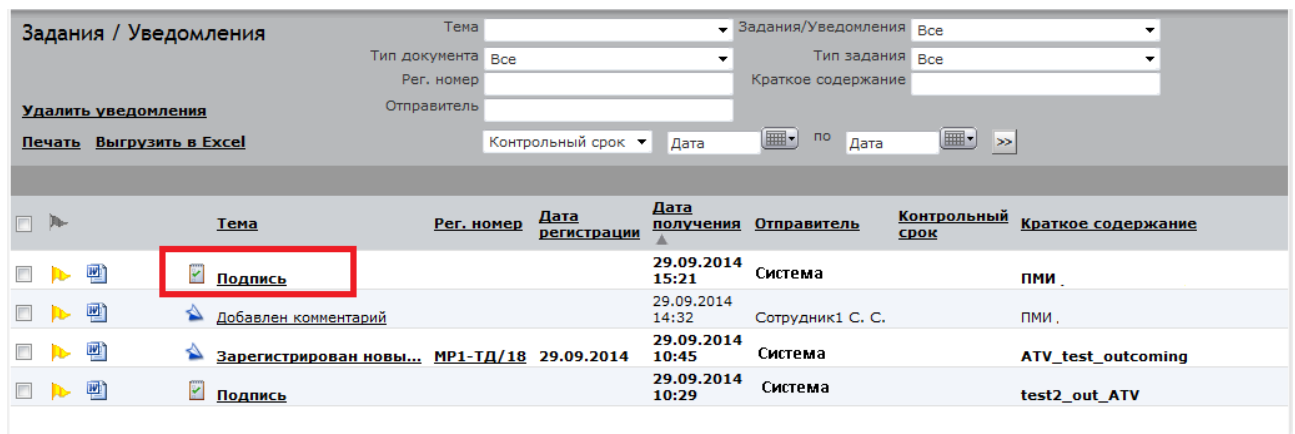 Задания / Уведомления Тема Задания/Уведомления Все
Тип документа Все Тип задания Все
Рег. номер Краткое содержание
Удалить уведомления Отправитель
Печать Выгрузить в Excel Контрольный срок Дата по Дата >>
Тема Рег. номер Дата регистрации Дата получения Отправитель Контрольный срок Краткое содержание
Подпись 29.09.2014 15:21 Система ПМИ .
Добавлен комментарий 29.09.2014 14:32 Сотрудник1 С. С. ПМИ .
Зарегистрирован новы... МР1-ТД/18 29.09.2014 29.09.2014 10:45 Система ATV_test_outcoming
Подпись 29.09.2014 10:29 Система test2_out_ATV